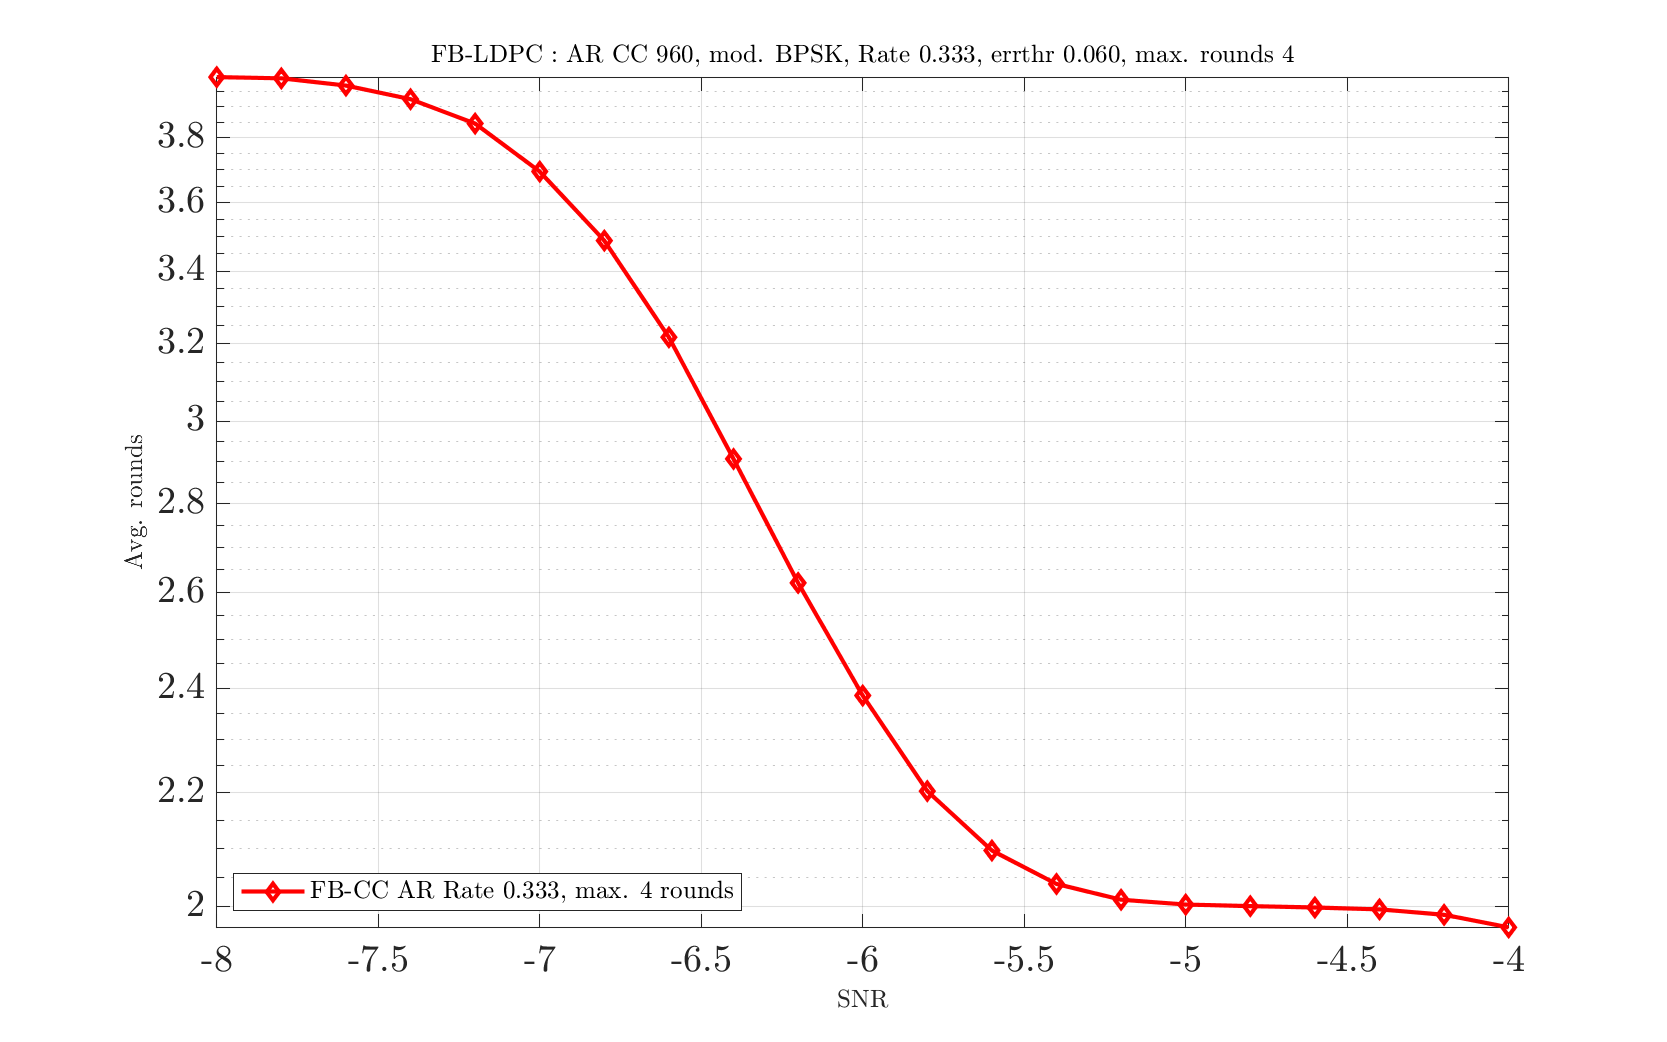 FB-LDPC : AR CC 960, mod. BPSK, Rate 0.333, errthr 0.060, max. rounds 4
3.8
3.6
3.4
3.2
3
2.8
2.6
2.4
2.2
2
Avg. rounds
FB-CC AR Rate 0.333, max. 4 rounds
-8 -7.5 -7 -6.5 -6 -5.5 -5 -4.5 -4
SNR